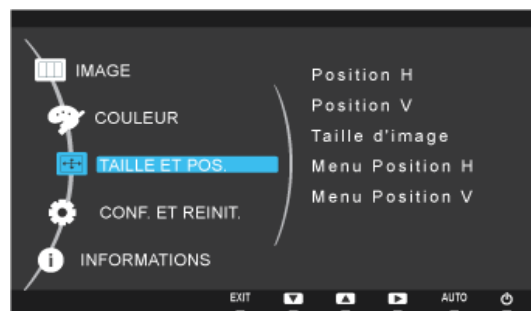 IMAGE
COULEUR
TAILLE ET POS.
CONF. ET REINIT.
INFORMATIONS
Position H
Position V
Taille d'image
Menu Position H
Menu Position V
EXIT AUTO